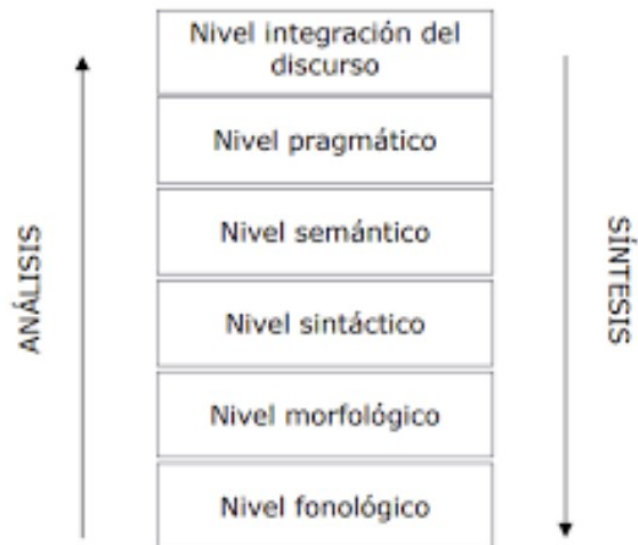 Nivel integración del
discurso
Nivel pragmático
Nivel semántico
Nivel sintáctico
Nivel morfológico
Nivel fonológico
ANÁLISIS
SÍNTESIS